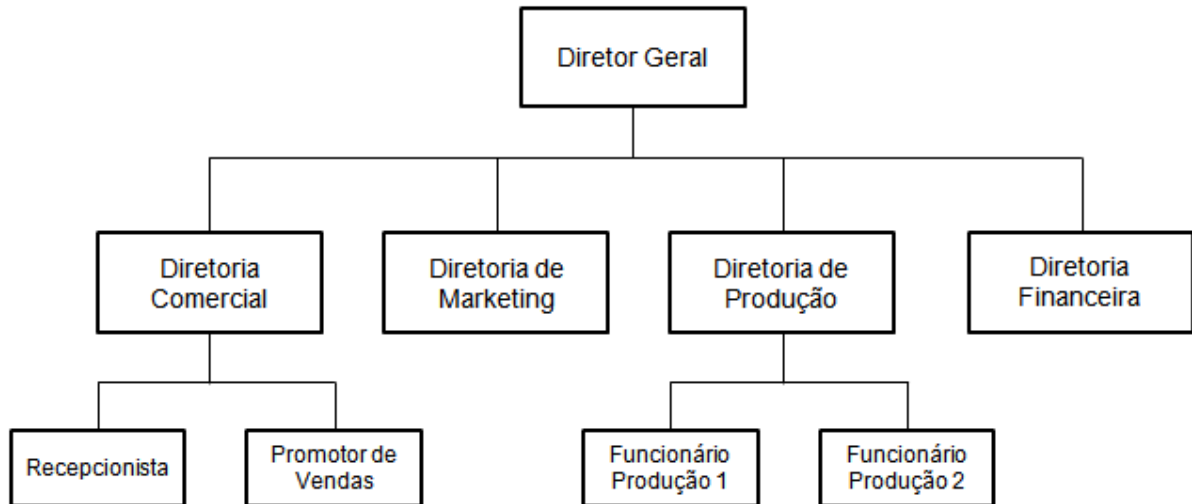 Diretor Geral
Diretoria
Comercial
Diretoria de
Marketing
Diretoria de
Produção
Diretoria
Financeira
Recepcionista
Promotor de
Vendas
Funcionário
Produção 1
Funcionário
Produção 2